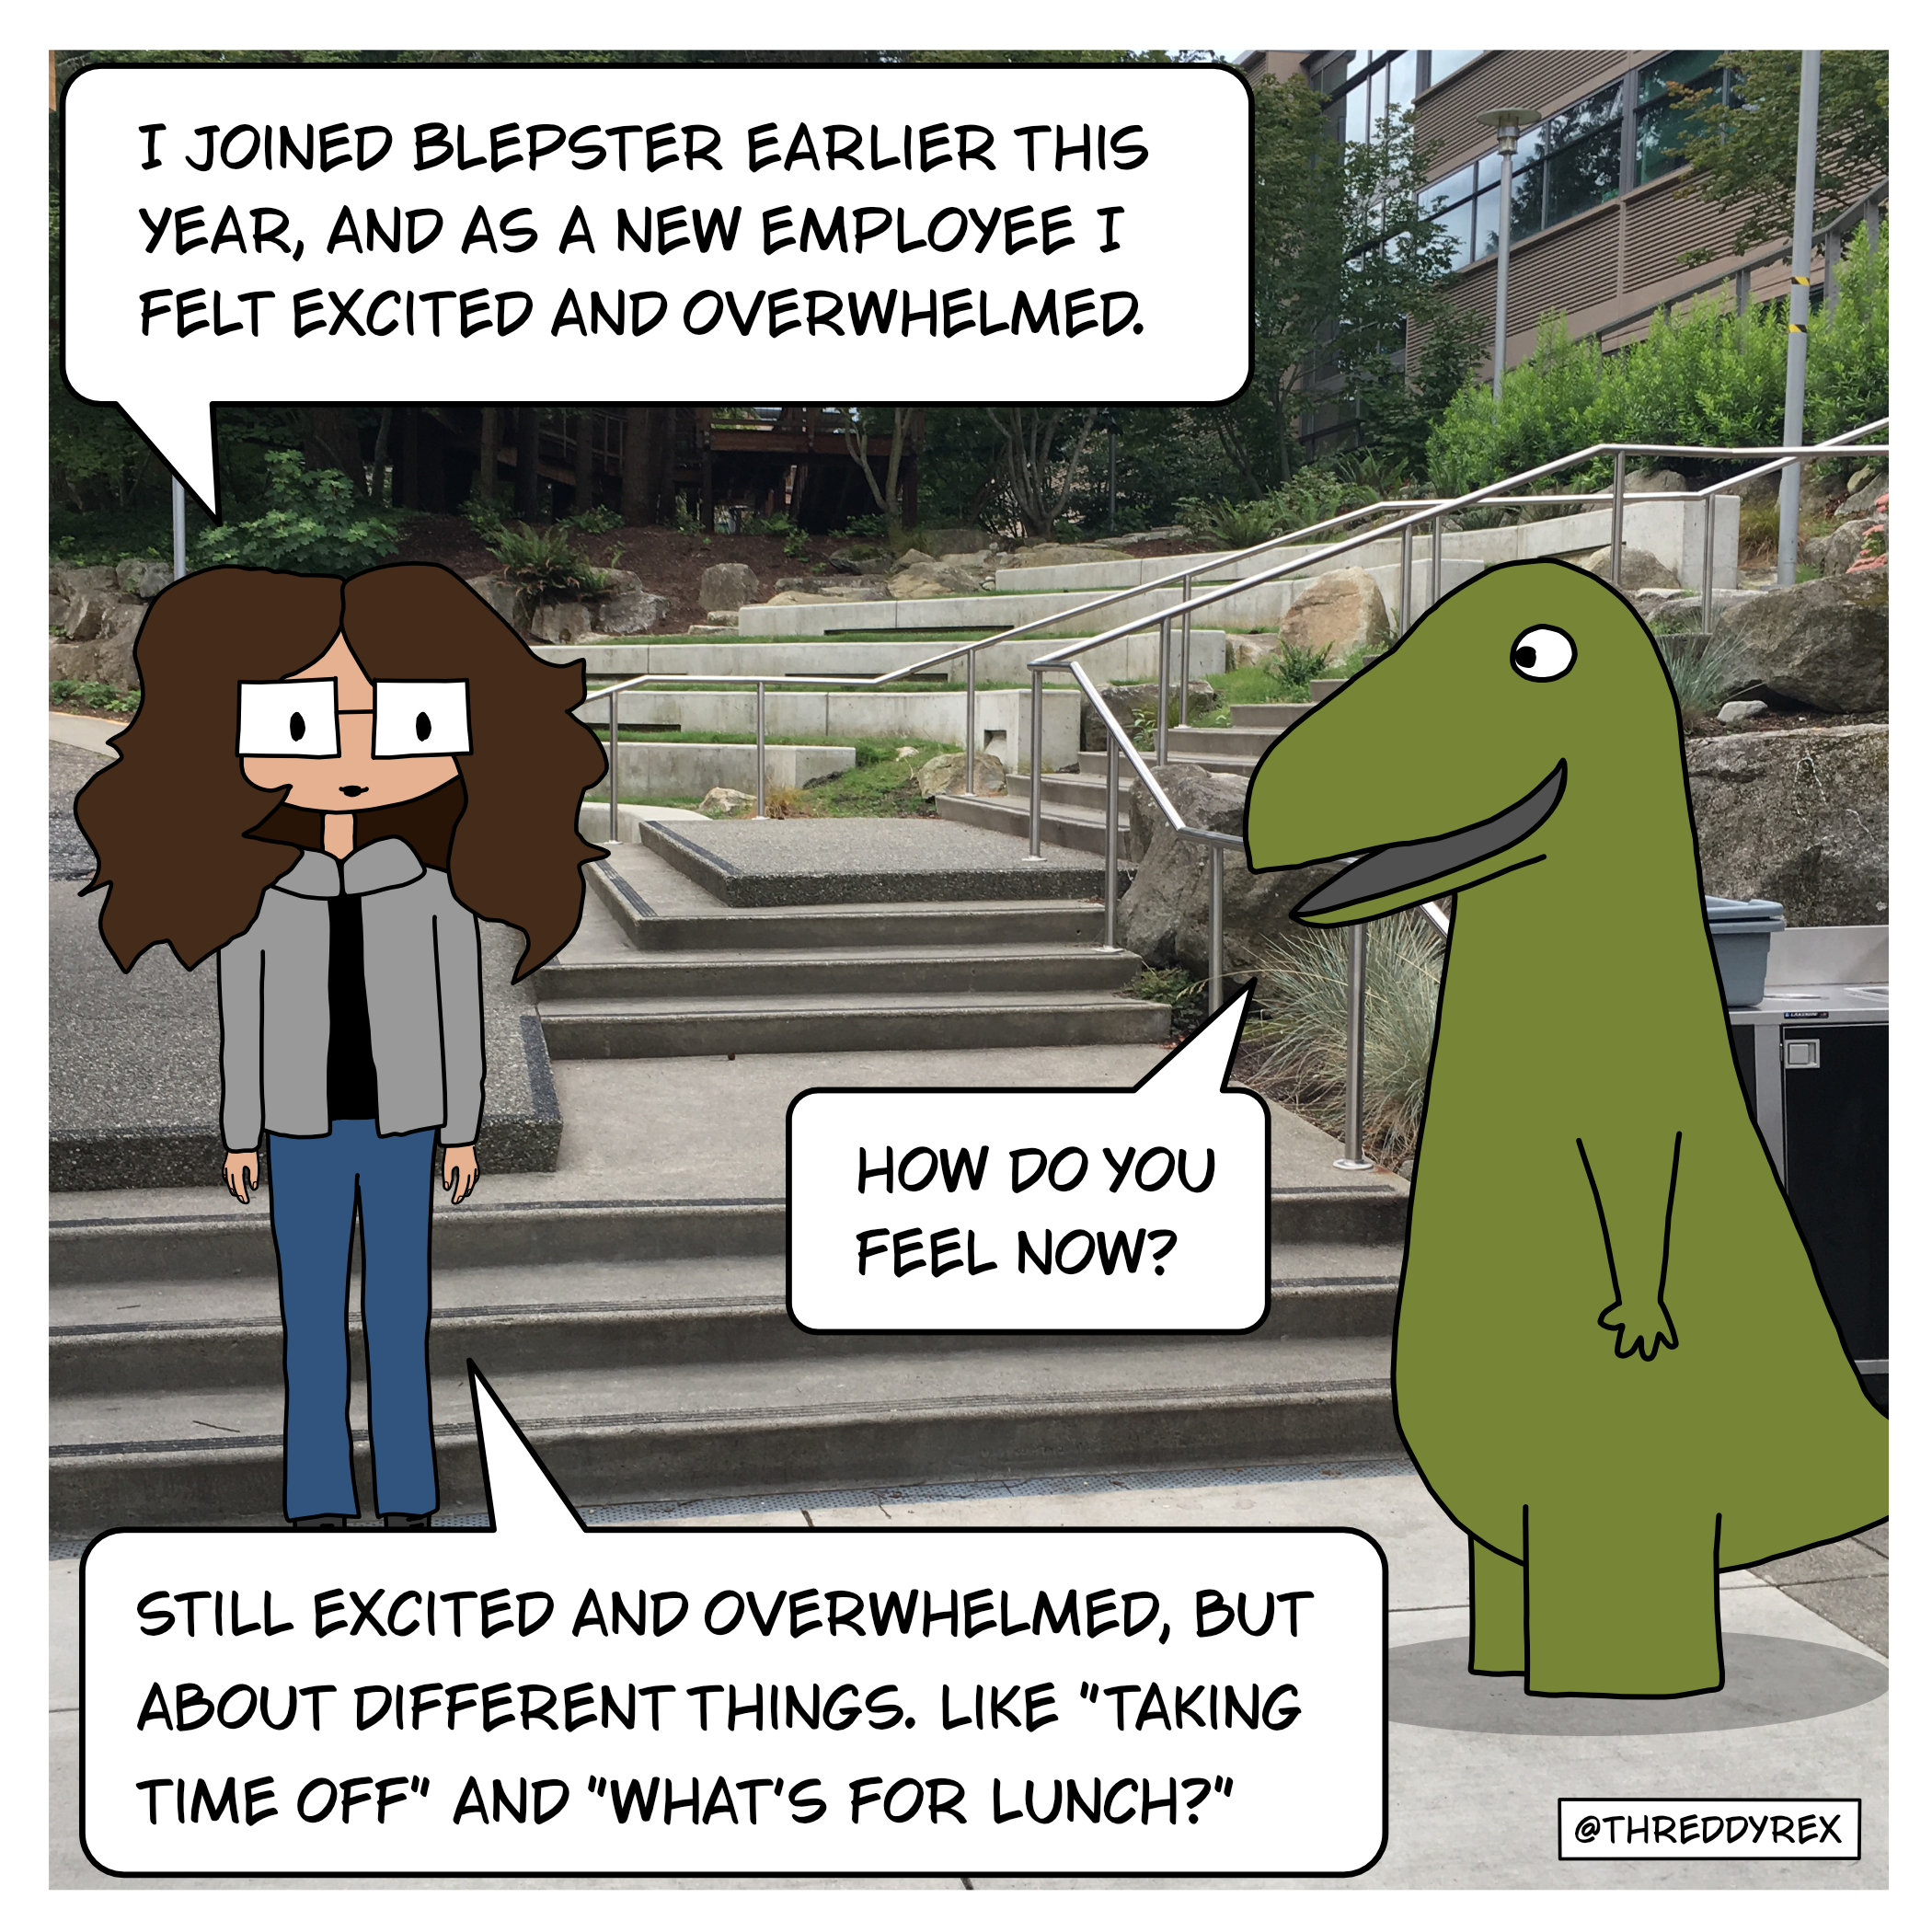 I JOINED BLEPSTER EARLIER THIS
YEAR, AND AS A NEW EMPLOYEE I
FELT EXCITED AND OVERWHELMED.
HOW DO YOU
FEEL NOW?
STILL EXCITED AND OVERWHELMED, BUT
ABOUT DIFFERENT THINGS. LIKE "TAKING
TIME OFF" AND "WHAT'S FOR LUNCH?"
@THREDDYREX